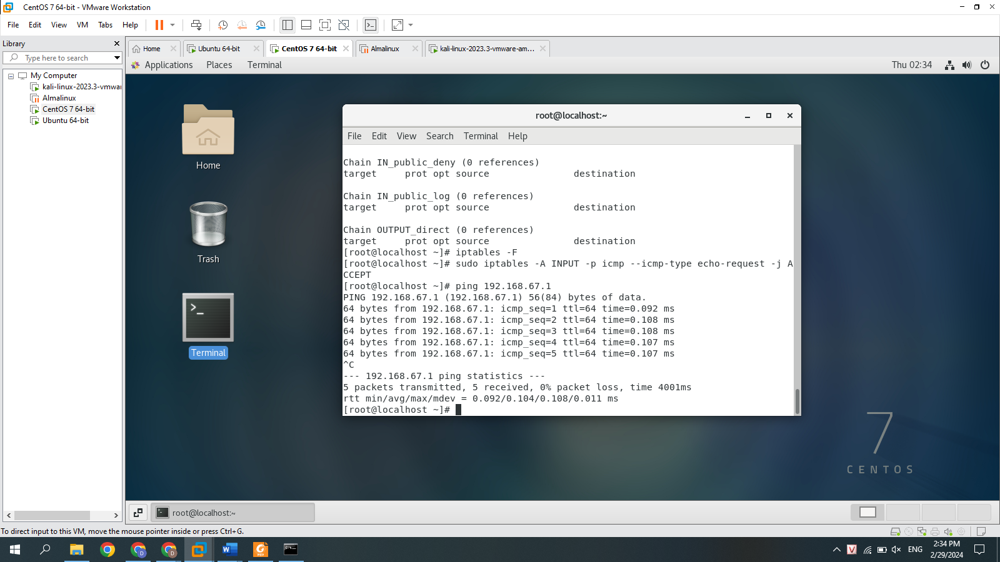 CentOS 7 64-bit - VMware Workstation
File Edit View VM Tabs Help
Library
Type here to search
My Computer
kali-linux-2023.3-vmwar
Almalinux
CentOS 7 64-bit
Ubuntu 64-bit
Home
Ubuntu 64-bit
CentOS 7 64-bit
Almalinux
kali-linux-2023.3-vmware-am...
Applications Places Terminal
Thu 02:34
Home
Trash
Terminal
root@localhost:~
File Edit View Search Terminal Help
Chain IN_public_deny (0 references)
target     prot opt source               destination
Chain IN_public_log (0 references)
target     prot opt source               destination
Chain OUTPUT_direct (0 references)
target     prot opt source               destination
[root@localhost ~]# iptables -F
[root@localhost ~]# sudo iptables -A INPUT -p icmp --icmp-type echo-request -j A
CCEPT
[root@localhost ~]# ping 192.168.67.1
PING 192.168.67.1 (192.168.67.1) 56(84) bytes of data.
64 bytes from 192.168.67.1: icmp_seq=1 ttl=64 time=0.092 ms
64 bytes from 192.168.67.1: icmp_seq=2 ttl=64 time=0.108 ms
64 bytes from 192.168.67.1: icmp_seq=3 ttl=64 time=0.108 ms
64 bytes from 192.168.67.1: icmp_seq=4 ttl=64 time=0.107 ms
64 bytes from 192.168.67.1: icmp_seq=5 ttl=64 time=0.107 ms
^C
--- 192.168.67.1 ping statistics ---
5 packets transmitted, 5 received, 0% packet loss, time 4001ms
rtt min/avg/max/mdev = 0.092/0.104/0.108/0.011 ms
[root@localhost ~]#
7
CENTOS
root@localhost:~
To direct input to this VM, move the mouse pointer inside or press Ctrl+G.
ENG
2:34 PM
2/29/2024